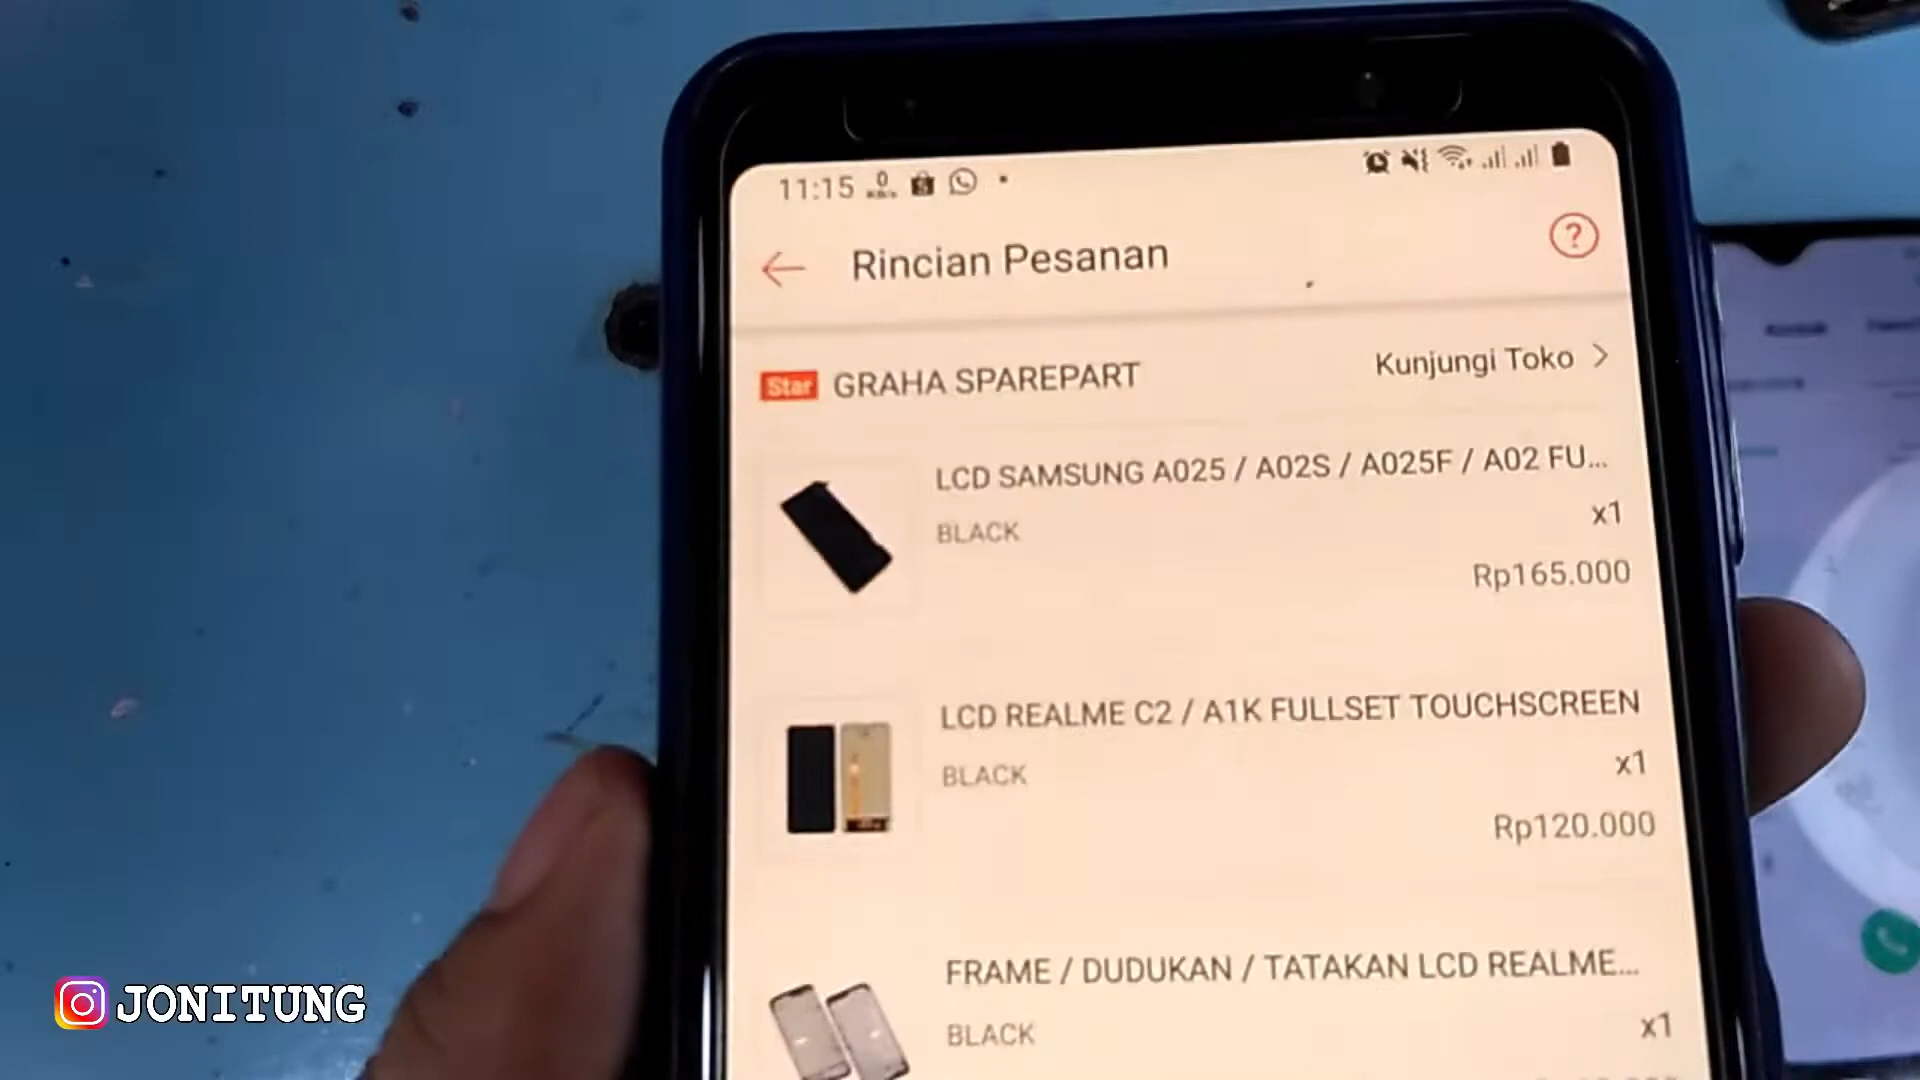 11:15
Rincian Pesanan
?
Star GRAHA SPAREPART
Kunjungi Toko
LCD SAMSUNG A025 / A02S / A025F / A02 FU...
BLACK
x1
Rp165.000
LCD REALME C2 / A1K FULLSET TOUCHSCREEN
BLACK
x1
Rp120.000
FRAME / DUDUKAN / TATAKAN LCD REALME...
BLACK
x1
JONITUNG